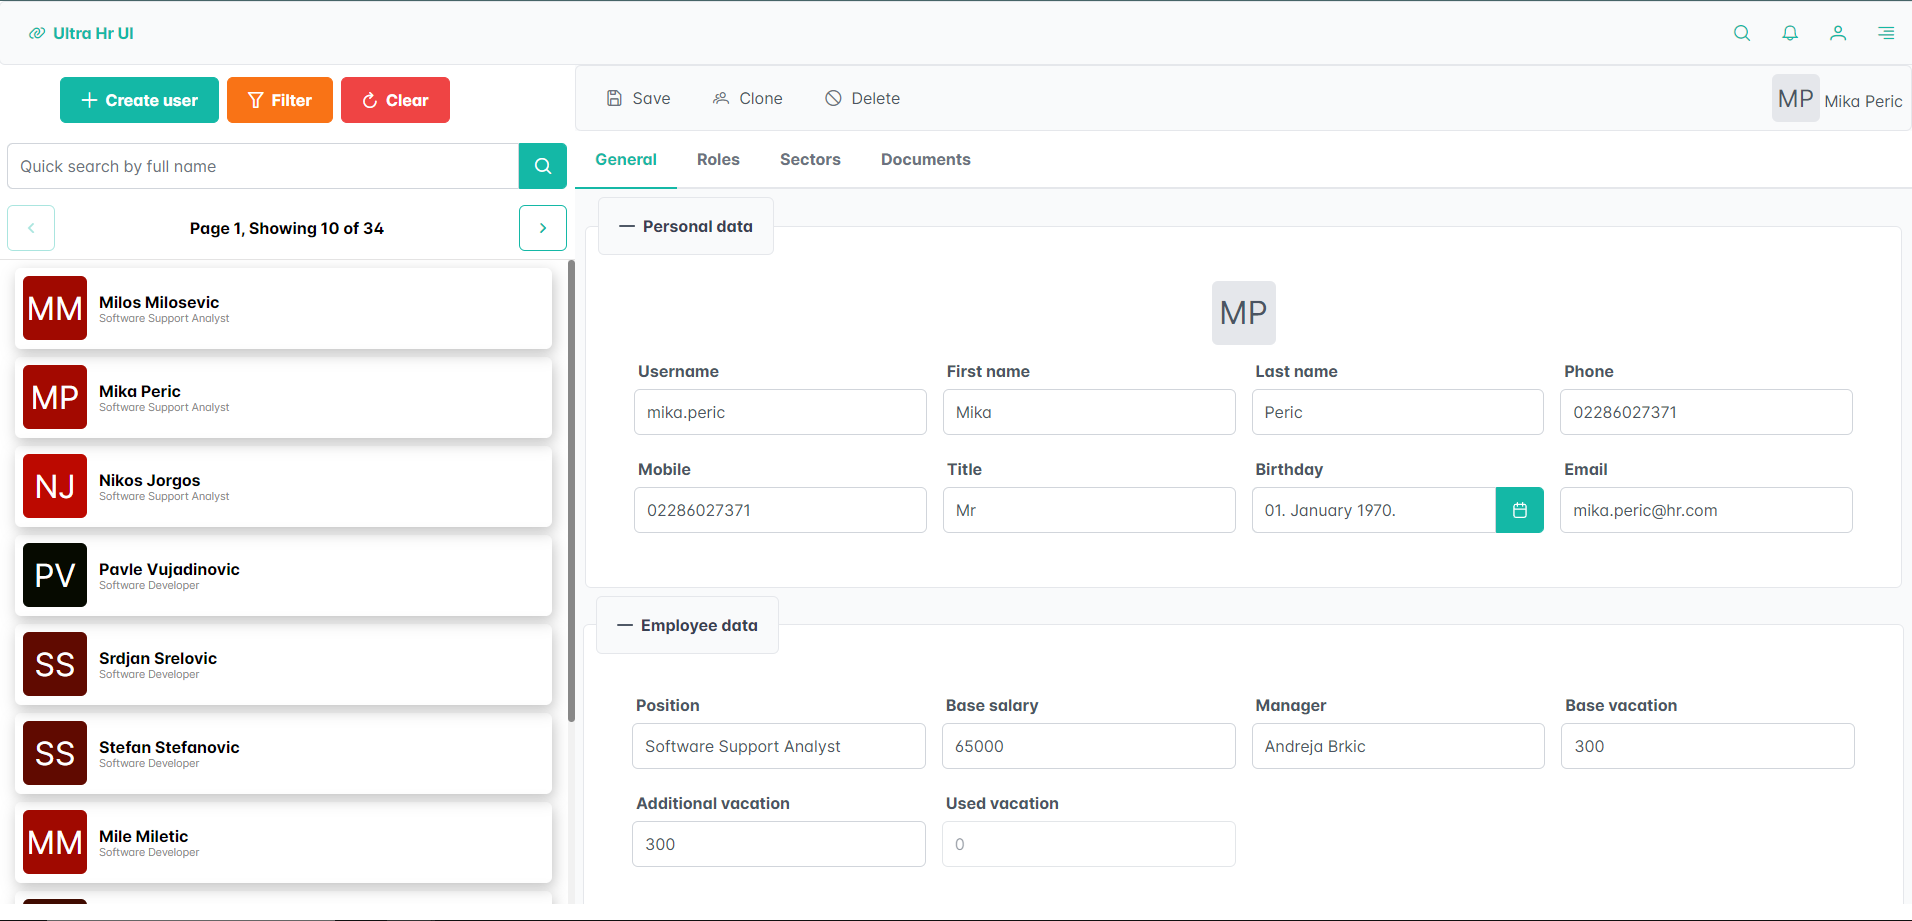 Ultra Hr UI
Create user Filter Clear
Quick search by full name
Page 1, Showing 10 of 34
MM Milos Milosevic
Software Support Analyst
MP Mika Peric
Software Support Analyst
NJ Nikos Jorgos
Software Support Analyst
PV Pavle Vujadinovic
Software Developer
SS Srdjan Srelovic
Software Developer
SS Stefan Stefanovic
Software Developer
MM Mile Miletic
Software Developer
Save Clone Delete MP Mika Peric
General Roles Sectors Documents
Personal data
MP
Username First name Last name Phone
mika.peric Mika Peric 02286027371
Mobile Title Birthday Email
02286027371 Mr 01. January 1970. mika.peric@hr.com
Employee data
Position Base salary Manager Base vacation
Software Support Analyst 65000 Andreja Brkic 300
Additional vacation Used vacation
300 0